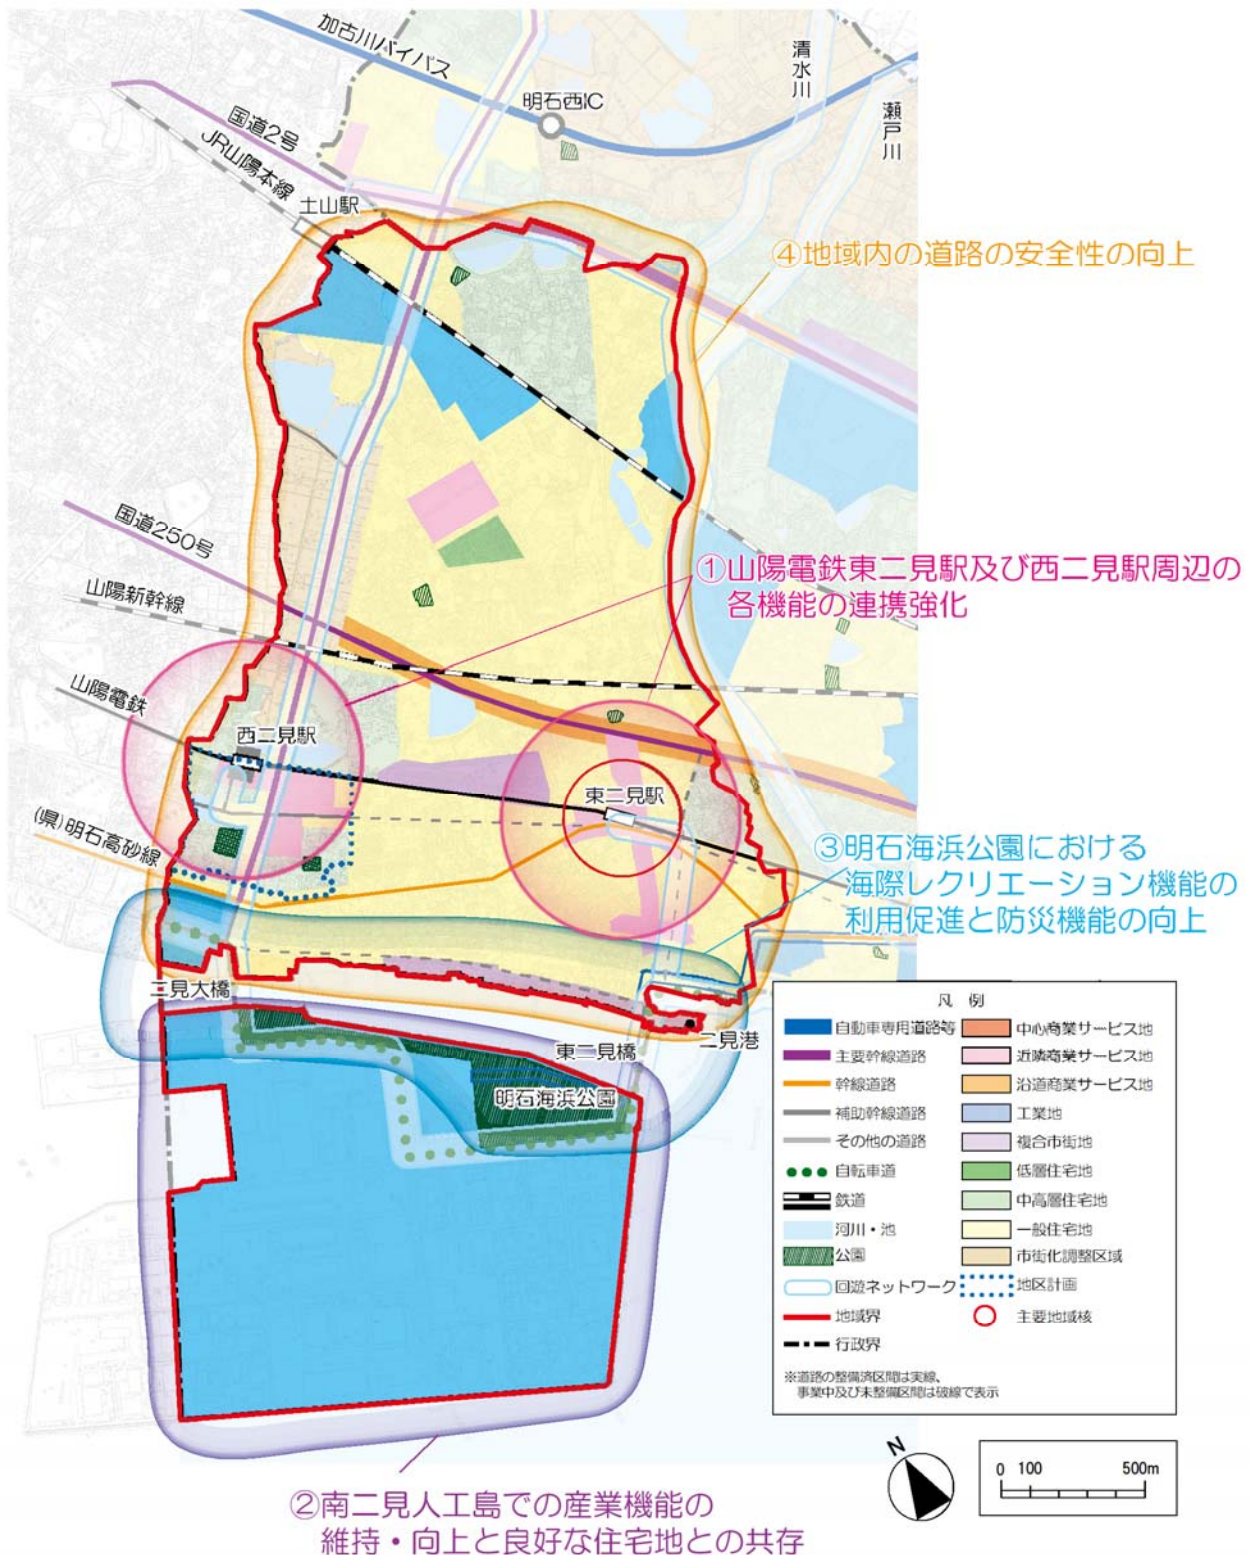 加古川バイパス
清水川
明石西IC
瀬戸川
国道2号
JR山陽本線
土山駅
④地域内の道路の安全性の向上
国道250号
①山陽電鉄東二見駅及び西二見駅周辺の
各機能の連携強化
山陽新幹線
山陽電鉄
西二見駅
東二見駅
(県)明石高砂線
③明石海浜公園における
海際レクリエーション機能の
利用促進と防災機能の向上
二見大橋
二見港
東二見橋
明石海浜公園
凡 例
自動車専用道路等
主要幹線道路
幹線道路
補助幹線道路
その他の道路
自転車道
鉄道
河川・池
公園
回遊ネットワーク
地域界
行政界
中心商業サービス地
近隣商業サービス地
沿道商業サービス地
工業地
複合市街地
低層住宅地
中高層住宅地
一般住宅地
市街化調整区域
地区計画
主要地域核
※道路の整備済区間は実線、
事業中及び未整備区間は破線で表示
N
0 100 500m
②南二見人工島での産業機能の
維持・向上と良好な住宅地との共存